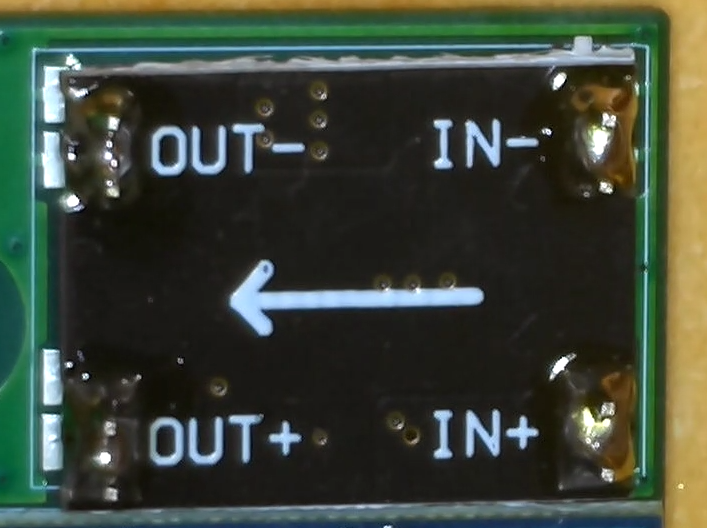 OUT- IN-
OUT+ IN+